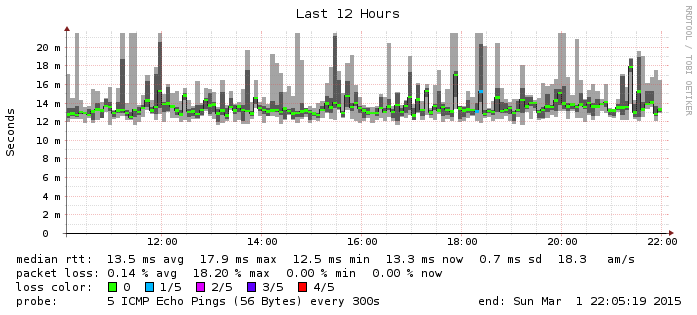 Last 12 Hours
RRDTOOL / TOBI OETIKER
Seconds
20 m
18 m
16 m
14 m
12 m
10 m
8 m
6 m
4 m
2 m
0
12:00 14:00 16:00 18:00 20:00 22:00
median rtt: 13.5 ms avg 17.9 ms max 12.5 ms min 13.3 ms now 0.7 ms sd 18.3 am/s
packet loss: 0.14 % avg 18.20 % max 0.00 % min 0.00 % now
loss color: 0 1/5 2/5 3/5 4/5
probe: 5 ICMP Echo Pings (56 Bytes) every 300s end: Sun Mar 1 22:05:19 2015